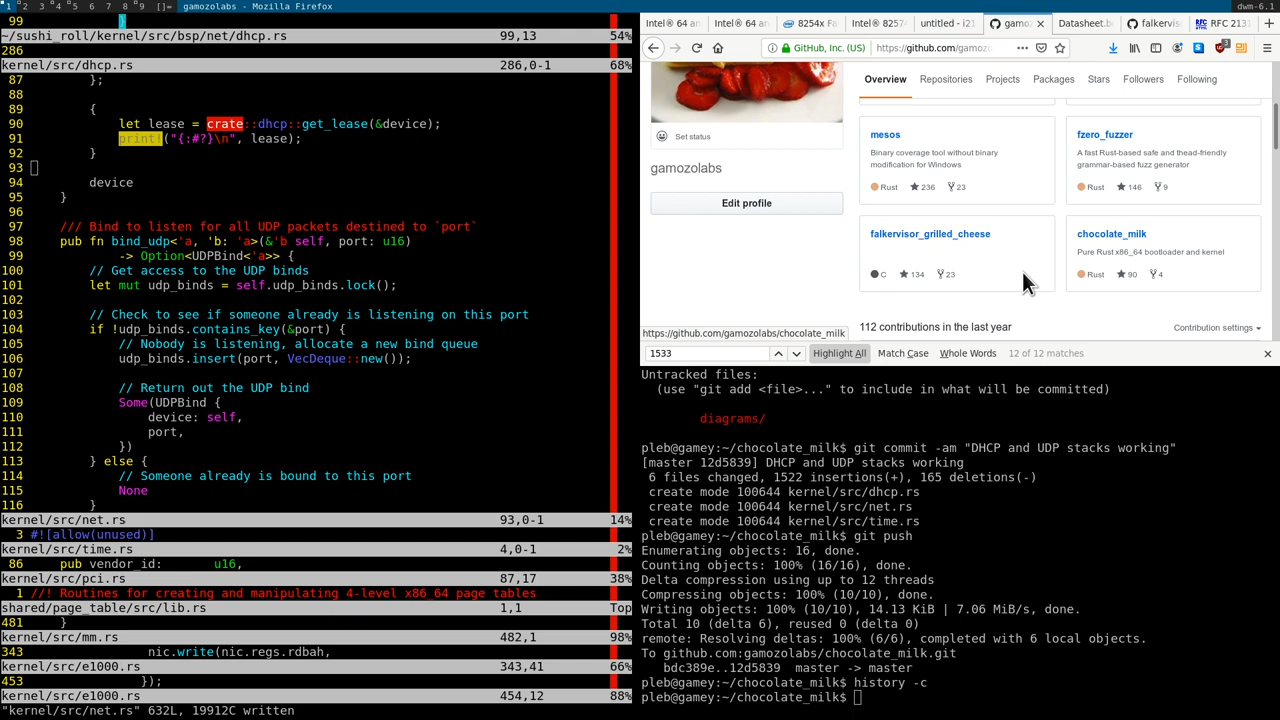 1 2 3 4 5 6 7 8 9 []= gamozolabs - Mozilla Firefox dwm-6.1
99 }
~/sushi_roll/kernel/src/bsp/net/dhcp.rs 99,13 54%
286
kernel/src/dhcp.rs 286,0-1 68%
87 };
88
89 {
90 let lease = crate::dhcp::get_lease(&device);
91 print!("{:#?}\n", lease);
92 }
93
94 device
95 }
96
97 /// Bind to listen for all UDP packets destined to `port`
98 pub fn bind_udp<'a, 'b: 'a>(&'b self, port: u16)
99 -> Option<UDPBind<'a>> {
100 // Get access to the UDP binds
101 let mut udp_binds = self.udp_binds.lock();
102
103 // Check to see if someone already is listening on this port
104 if !udp_binds.contains_key(&port) {
105 // Nobody is listening, allocate a new bind queue
106 udp_binds.insert(port, VecDeque::new());
107
108 // Return out the UDP bind
109 Some(UDPBind {
110 device: self,
111 port,
112 })
113 } else {
114 // Someone already is bound to this port
115 None
116 }
kernel/src/net.rs 93,0-1 14%
3 #![allow(unused)]
kernel/src/time.rs 4,0-1 2%
86 pub vendor_id: u16,
kernel/src/pci.rs 87,17 38%
1 //! Routines for creating and manipulating 4-level x86_64 page tables
shared/page_table/src/lib.rs 1,1 Top
481 }
kernel/src/mm.rs 482,1 98%
343 nic.write(nic.regs.rdbah,
kernel/src/e1000.rs 343,41 66%
453 });
kernel/src/e1000.rs 454,12 88%
"kernel/src/net.rs" 632L, 19912C written
Intel® 64 an Intel® 64 an 8254x Fa Intel® 8257 untitled - i21 gamoz Datasheet.b falkervis RFC 213
GitHub, Inc. (US) https://github.com/gamozo
Overview Repositories Projects Packages Stars Followers Following
Set status
gamozolabs
Edit profile
mesos
Binary coverage tool without binary
modification for Windows
Rust 236 23
fzero_fuzzer
A fast Rust-based safe and thead-friendly
grammar-based fuzz generator
Rust 146 9
falkervisor_grilled_cheese
C 134 23
chocolate_milk
Pure Rust x86_64 bootloader and kernel
Rust 90 4
112 contributions in the last year Contribution settings
https://github.com/gamozolabs/chocolate_milk
1533 Highlight All Match Case Whole Words 12 of 12 matches
Untracked files:
(use "git add <file>..." to include in what will be committed)
diagrams/
pleb@gamey:~/chocolate_milk$ git commit -am "DHCP and UDP stacks working"
[master 12d5839] DHCP and UDP stacks working
6 files changed, 1522 insertions(+), 165 deletions(-)
create mode 100644 kernel/src/dhcp.rs
create mode 100644 kernel/src/net.rs
create mode 100644 kernel/src/time.rs
pleb@gamey:~/chocolate_milk$ git push
Enumerating objects: 16, done.
Counting objects: 100% (16/16), done.
Delta compression using up to 12 threads
Compressing objects: 100% (10/10), done.
Writing objects: 100% (10/10), 14.13 KiB | 7.06 MiB/s, done.
Total 10 (delta 6), reused 0 (delta 0)
remote: Resolving deltas: 100% (6/6), completed with 6 local objects.
To github.com:gamozolabs/chocolate_milk.git
bdc389e..12d5839 master -> master
pleb@gamey:~/chocolate_milk$ history -c
pleb@gamey:~/chocolate_milk$